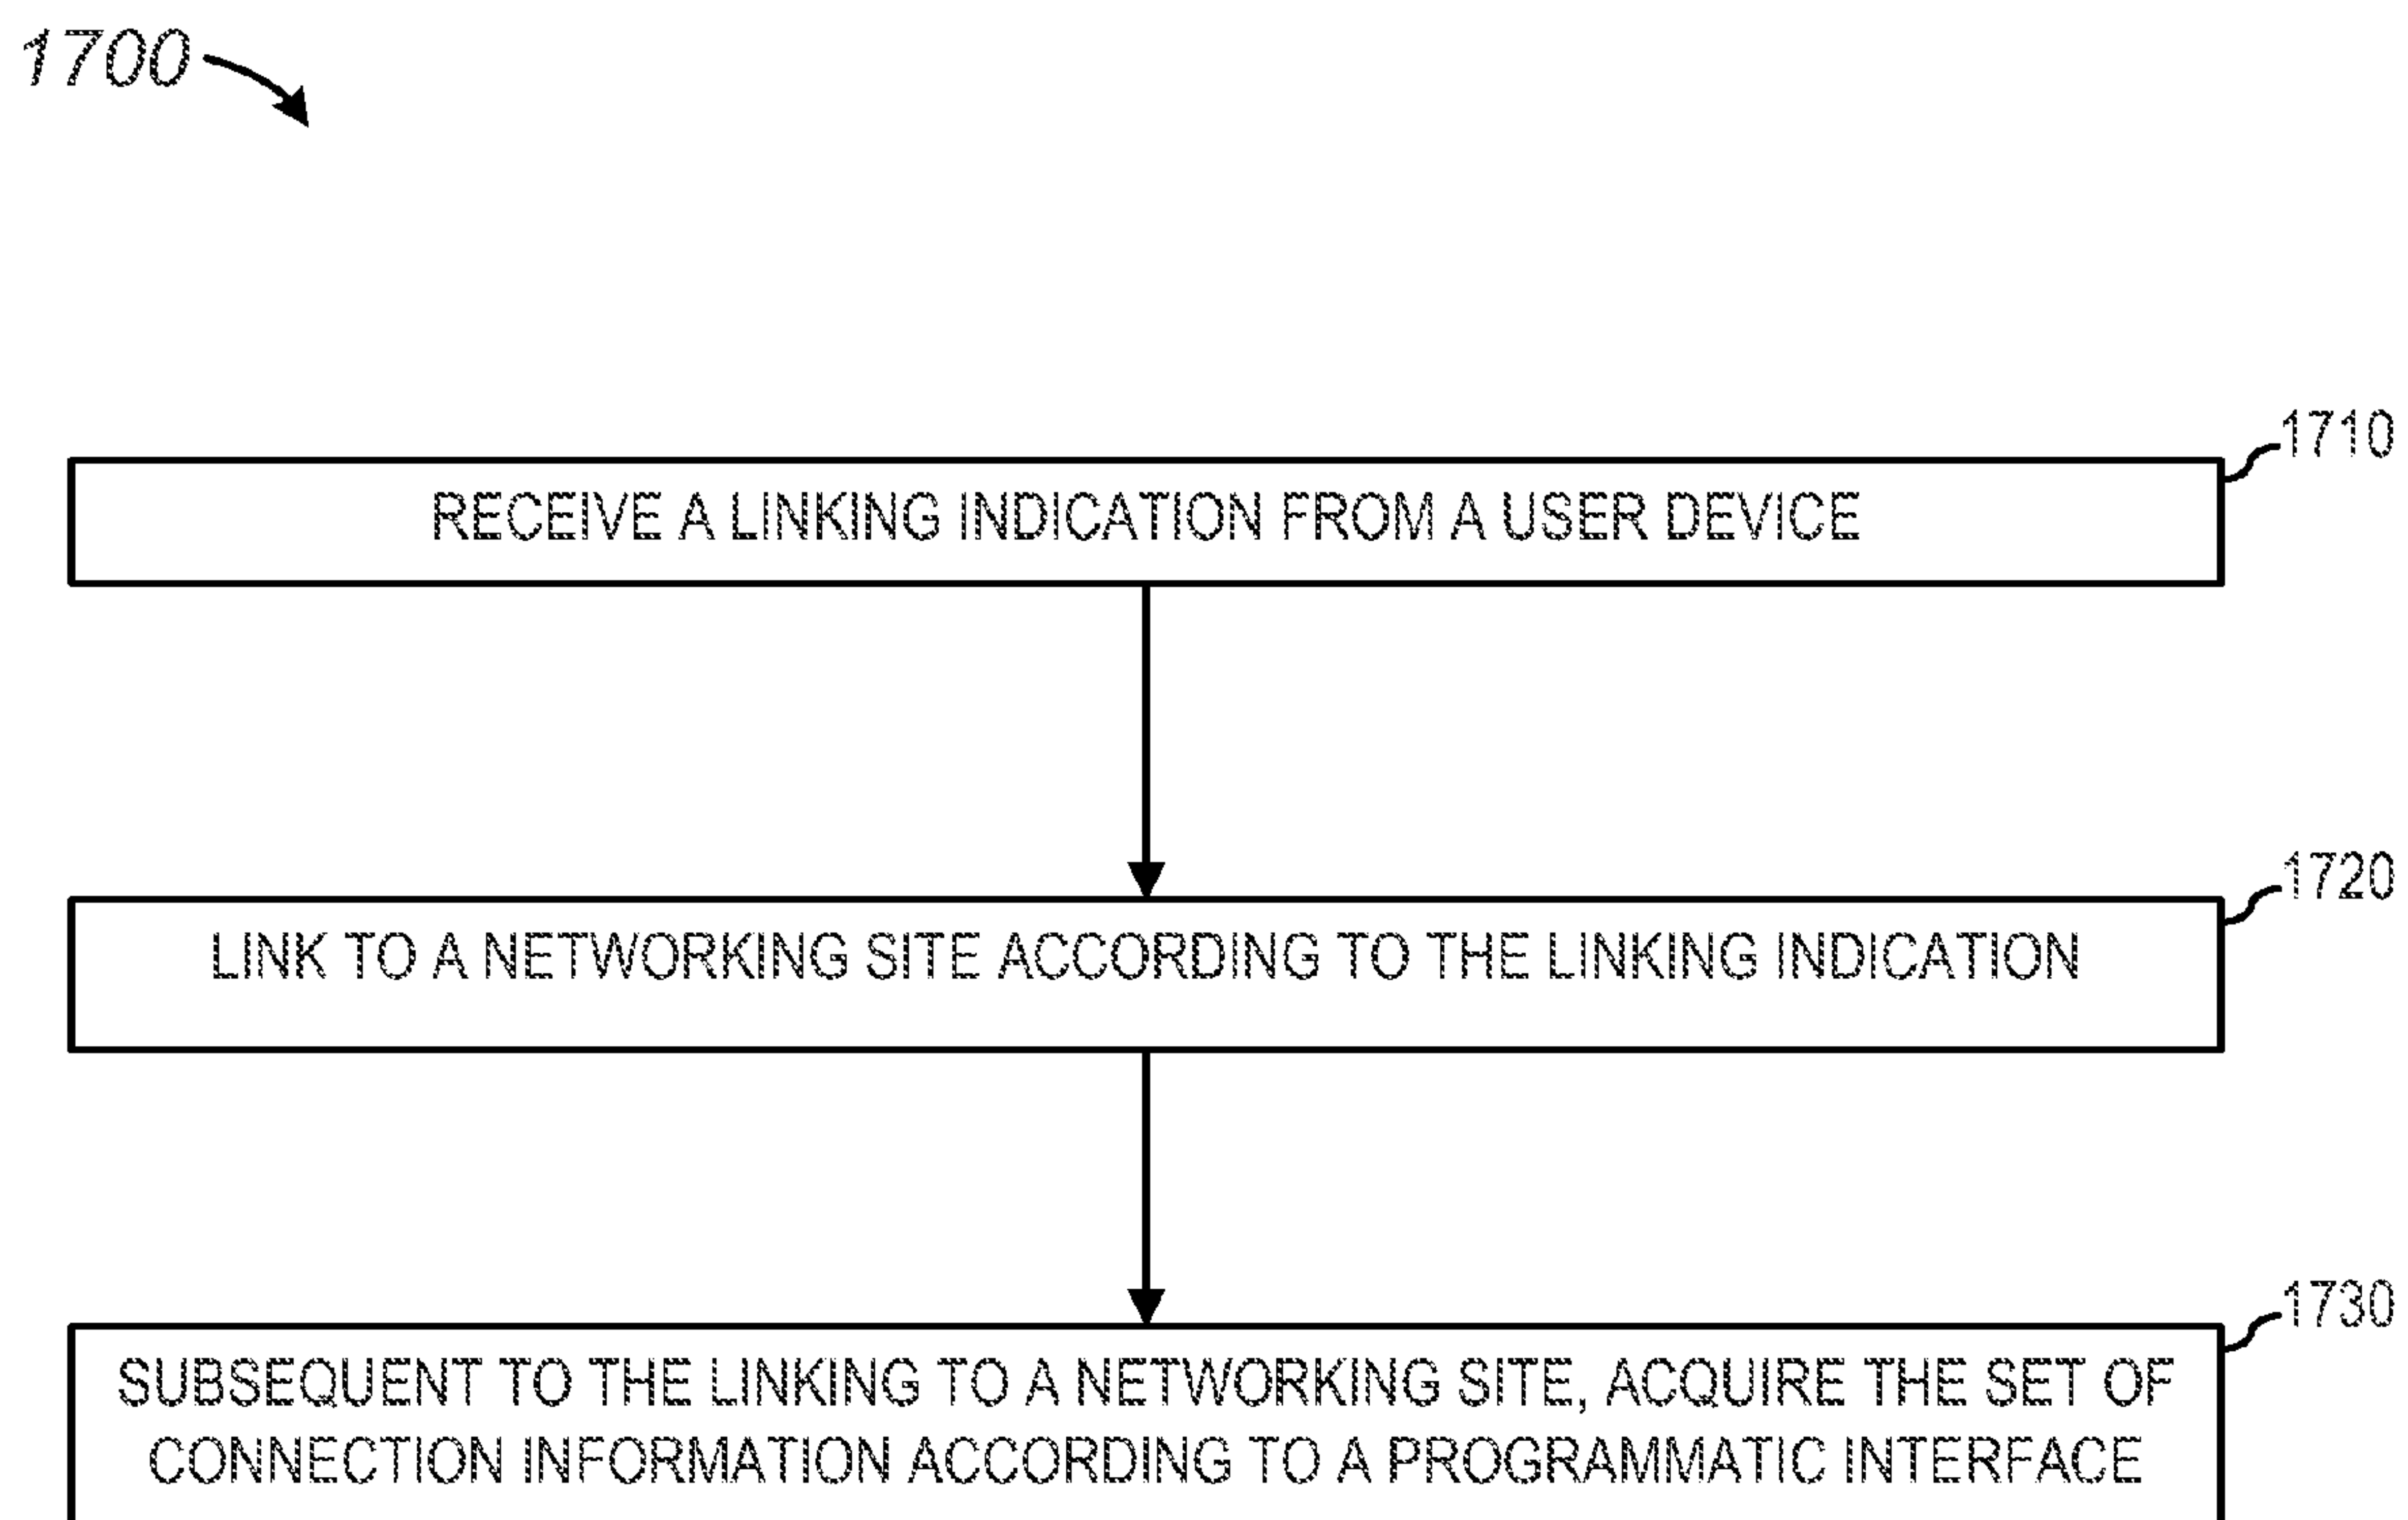 1700
1710
RECEIVE A LINKING INDICATION FROM A USER DEVICE
1720
LINK TO A NETWORKING SITE ACCORDING TO THE LINKING INDICATION
1730
SUBSEQUENT TO THE LINKING TO A NETWORKING SITE, ACQUIRE THE SET OF
CONNECTION INFORMATION ACCORDING TO A PROGRAMMATIC INTERFACE